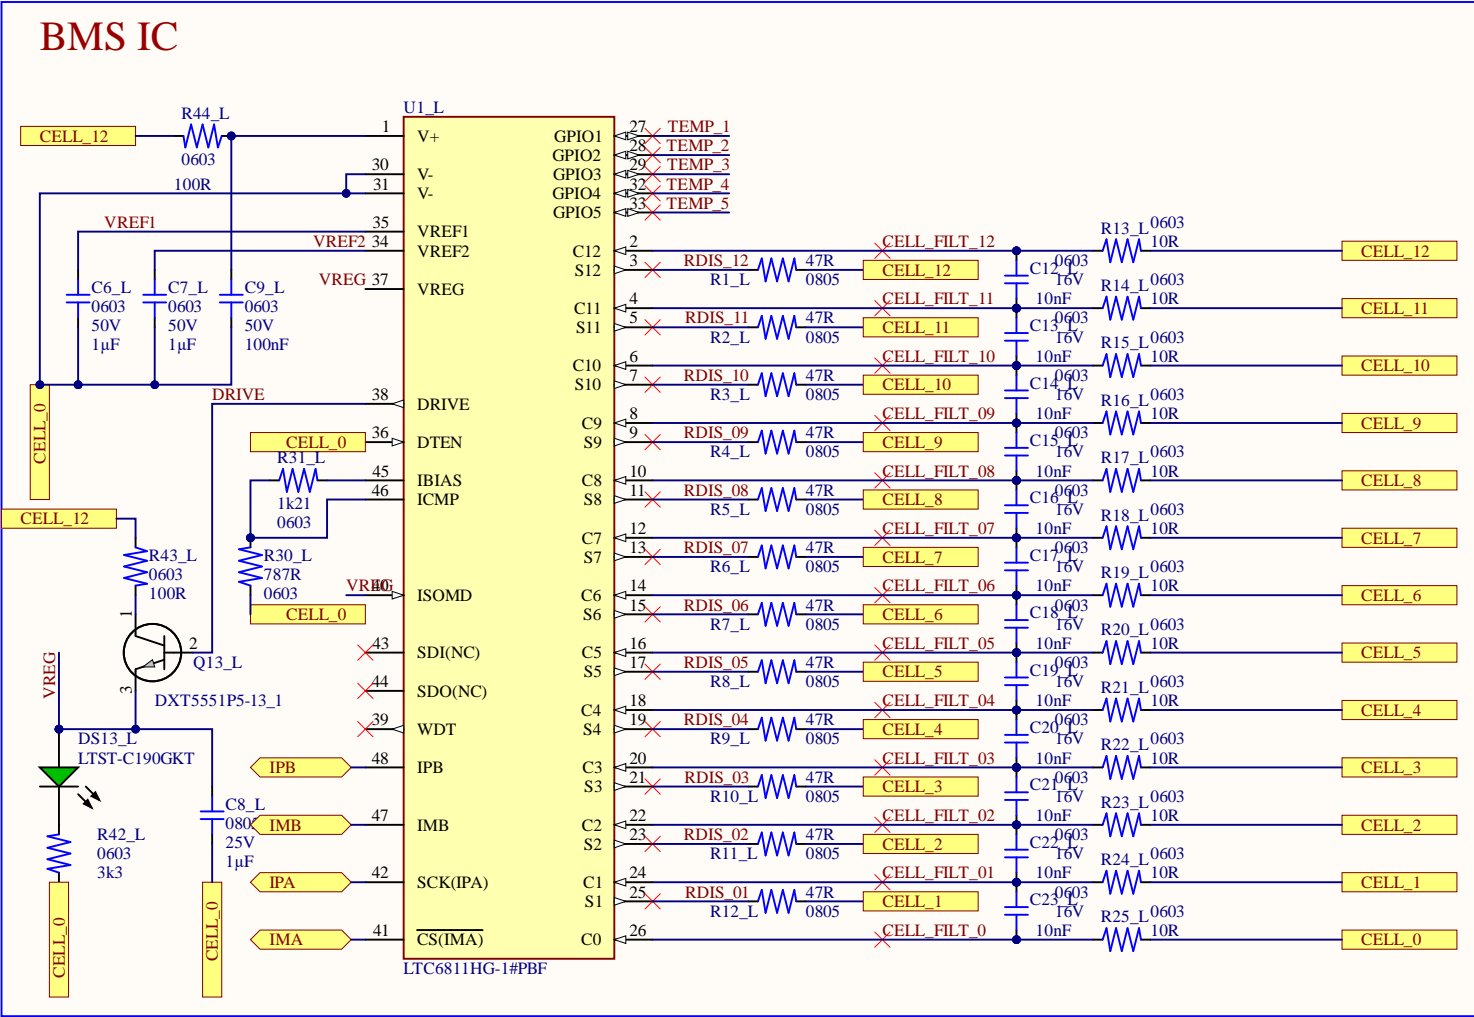 BMS IC
U1_L
CELL_12
R44_L
0603
100R
1
V+
30
V-
31
V-
VREF1
35
VREF1
VREF2
34
VREF2
VREG
37
VREG
C6_L
0603
50V
1µF
C7_L
0603
50V
1µF
C9_L
0603
50V
100nF
CELL_0
DRIVE
38
DRIVE
CELL_0
36
DTEN
R31_L
1k21
0603
45
IBIAS
46
ICMP
CELL_12
R43_L
0603
100R
R30_L
787R
0603
CELL_0
VREG
40
ISOMD
1
2
3
Q13_L
DXT5551P5-13_1
43
SDI(NC)
44
SDO(NC)
39
WDT
VREG
DS13_L
LTST-C190GKT
R42_L
0603
3k3
CELL_0
C8_L
0805
25V
1µF
CELL_0
IPB
48
IPB
IMB
47
IMB
IPA
42
SCK(IPA)
IMA
41
CS(IMA)
LTC6811HG-1#PBF
GPIO1
27
TEMP_1
GPIO2
28
TEMP_2
GPIO3
29
TEMP_3
GPIO4
32
TEMP_4
GPIO5
33
TEMP_5
C12
2
CELL_FILT_12
R13_L
0603
10R
CELL_12
S12
3
RDIS_12
R1_L
47R
0805
CELL_12
C12_L
0603
16V
10nF
C11
4
CELL_FILT_11
R14_L
0603
10R
CELL_11
S11
5
RDIS_11
R2_L
47R
0805
CELL_11
C13_L
0603
16V
10nF
C10
6
CELL_FILT_10
R15_L
0603
10R
CELL_10
S10
7
RDIS_10
R3_L
47R
0805
CELL_10
C14_L
0603
16V
10nF
C9
8
CELL_FILT_09
R16_L
0603
10R
CELL_9
S9
9
RDIS_09
R4_L
47R
0805
CELL_9
C15_L
0603
16V
10nF
C8
10
CELL_FILT_08
R17_L
0603
10R
CELL_8
S8
11
RDIS_08
R5_L
47R
0805
CELL_8
C16_L
0603
16V
10nF
C7
12
CELL_FILT_07
R18_L
0603
10R
CELL_7
S7
13
RDIS_07
R6_L
47R
0805
CELL_7
C17_L
0603
16V
10nF
C6
14
CELL_FILT_06
R19_L
0603
10R
CELL_6
S6
15
RDIS_06
R7_L
47R
0805
CELL_6
C18_L
0603
16V
10nF
C5
16
CELL_FILT_05
R20_L
0603
10R
CELL_5
S5
17
RDIS_05
R8_L
47R
0805
CELL_5
C19_L
0603
16V
10nF
C4
18
CELL_FILT_04
R21_L
0603
10R
CELL_4
S4
19
RDIS_04
R9_L
47R
0805
CELL_4
C20_L
0603
16V
10nF
C3
20
CELL_FILT_03
R22_L
0603
10R
CELL_3
S3
21
RDIS_03
R10_L
47R
0805
CELL_3
C21_L
0603
16V
10nF
C2
22
CELL_FILT_02
R23_L
0603
10R
CELL_2
S2
23
RDIS_02
R11_L
47R
0805
CELL_2
C22_L
0603
16V
10nF
C1
24
CELL_FILT_01
R24_L
0603
10R
CELL_1
S1
25
RDIS_01
R12_L
47R
0805
CELL_1
C23_L
0603
16V
10nF
C0
26
CELL_FILT_0
R25_L
0603
10R
CELL_0